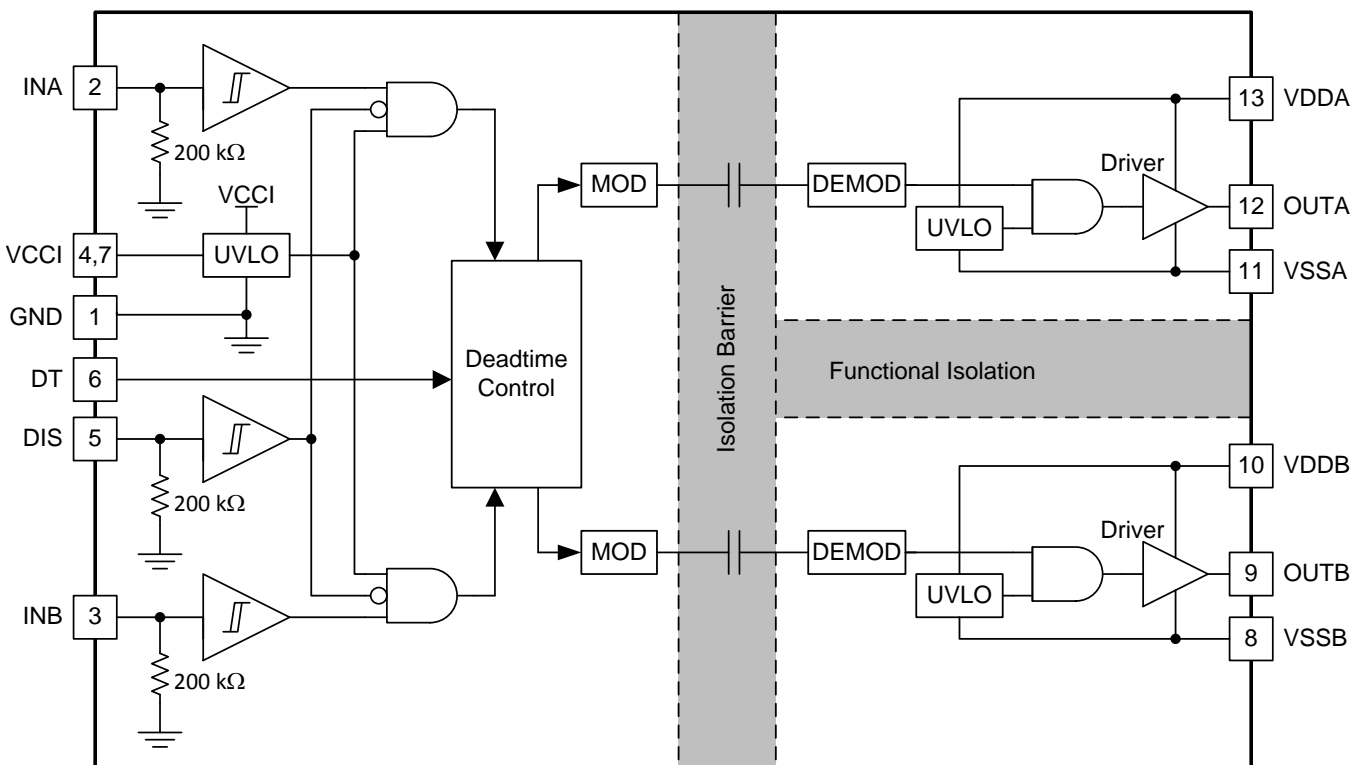 INA
2
200 kΩ
VCCI
VCCI
4,7
UVLO
GND
1
DT
6
DIS
5
200 kΩ
INB
3
200 kΩ
Deadtime
Control
MOD
MOD
Isolation Barrier
Functional Isolation
DEMOD
UVLO
Driver
13
VDDA
12
OUTA
11
VSSA
DEMOD
UVLO
Driver
10
VDDB
9
OUTB
8
VSSB